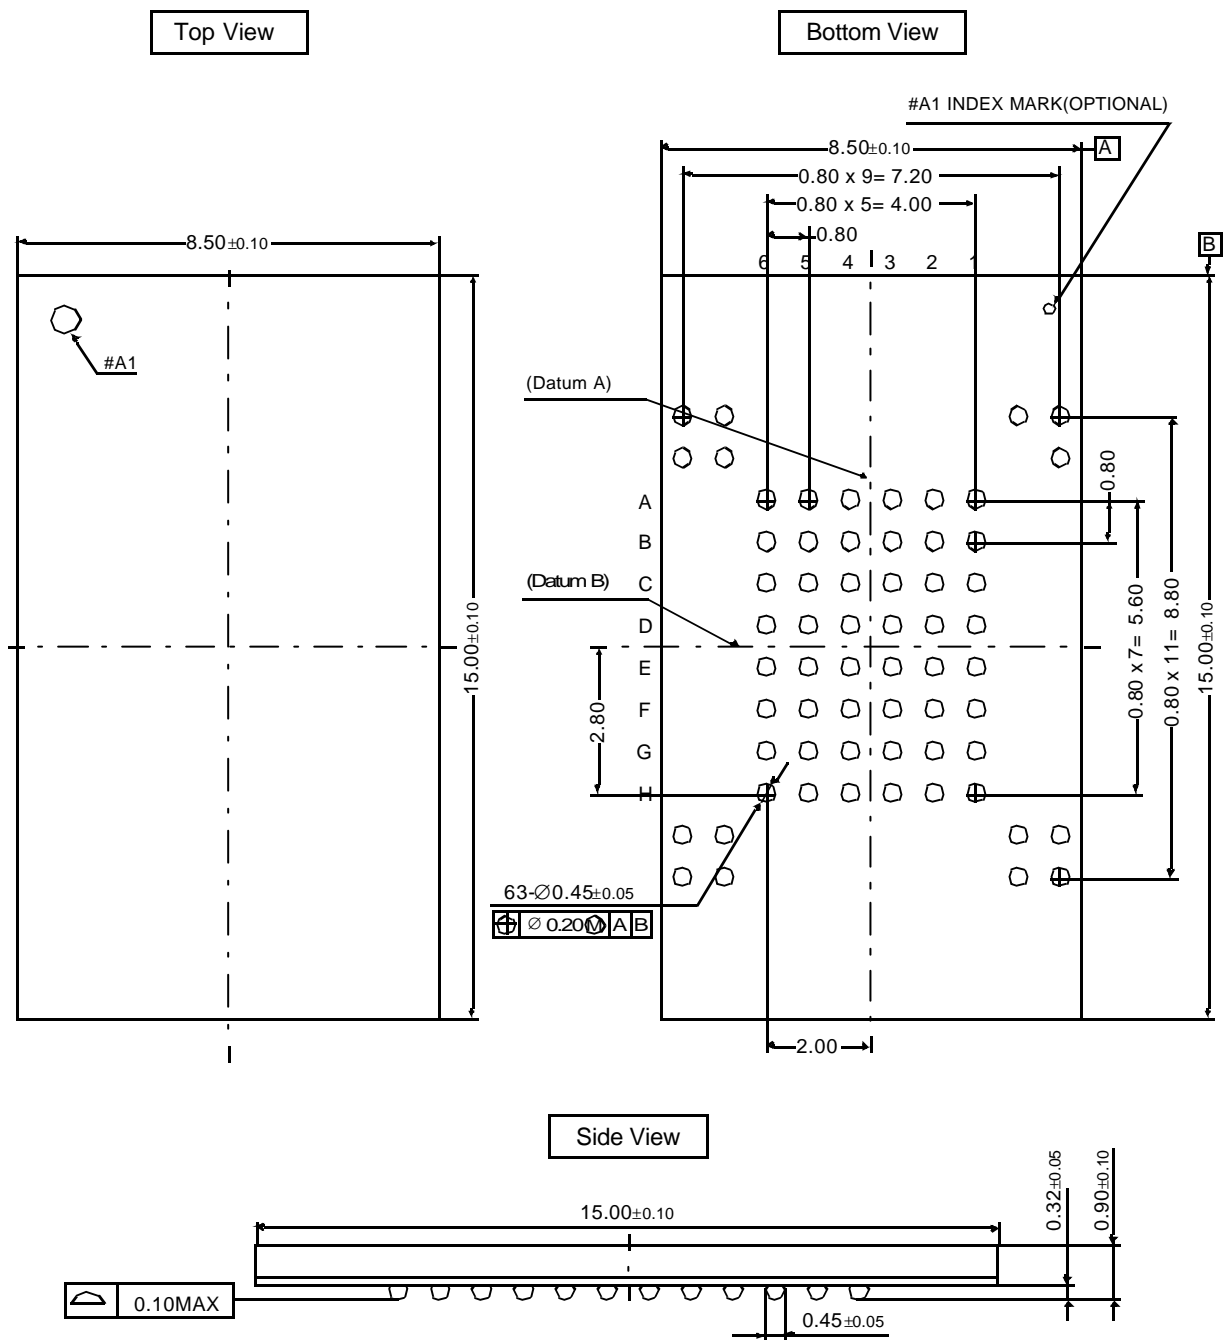 Top View
Bottom View
#A1 INDEX MARK(OPTIONAL)
8.50±0.10
A
0.80 x 9= 7.20
0.80 x 5= 4.00
0.80
8.50±0.10
B
6 5 4 3 2 1
#A1
(Datum A)
0.80
A
B
(Datum B)
C
D
E
F
G
H
15.00±0.10
2.80
0.80 x 7= 5.60
0.80 x 11= 8.80
15.00±0.10
63-∅0.45±0.05
∅ 0.20 M A B
2.00
Side View
15.00±0.10
0.32±0.05
0.90±0.10
0.10MAX
0.45±0.05